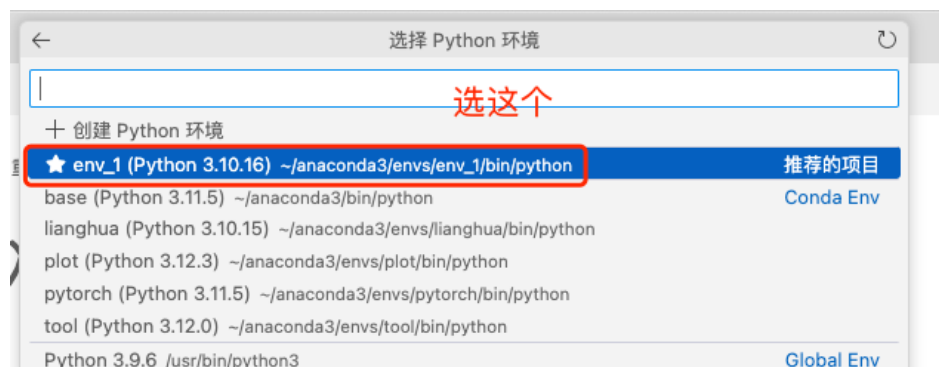 选择 Python 环境
选这个
创建 Python 环境
env_1 (Python 3.10.16) ~/anaconda3/envs/env_1/bin/python 推荐的项目
base (Python 3.11.5) ~/anaconda3/bin/python Conda Env
lianghua (Python 3.10.15) ~/anaconda3/envs/lianghua/bin/python
plot (Python 3.12.3) ~/anaconda3/envs/plot/bin/python
pytorch (Python 3.11.5) ~/anaconda3/envs/pytorch/bin/python
tool (Python 3.12.0) ~/anaconda3/envs/tool/bin/python
Python 3.9.6 /usr/bin/python3 Global Env